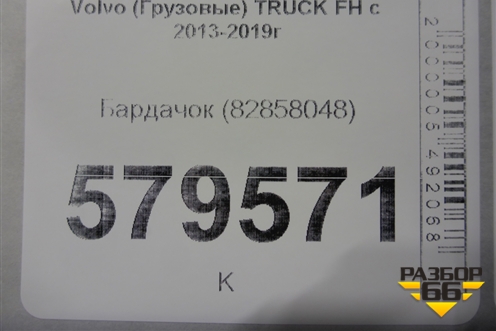 Volvo (Грузовые) TRUCK FH с
2013-2019г
Бардачок (82858048)
579571
К
2000006492068
РАЗБОР
66